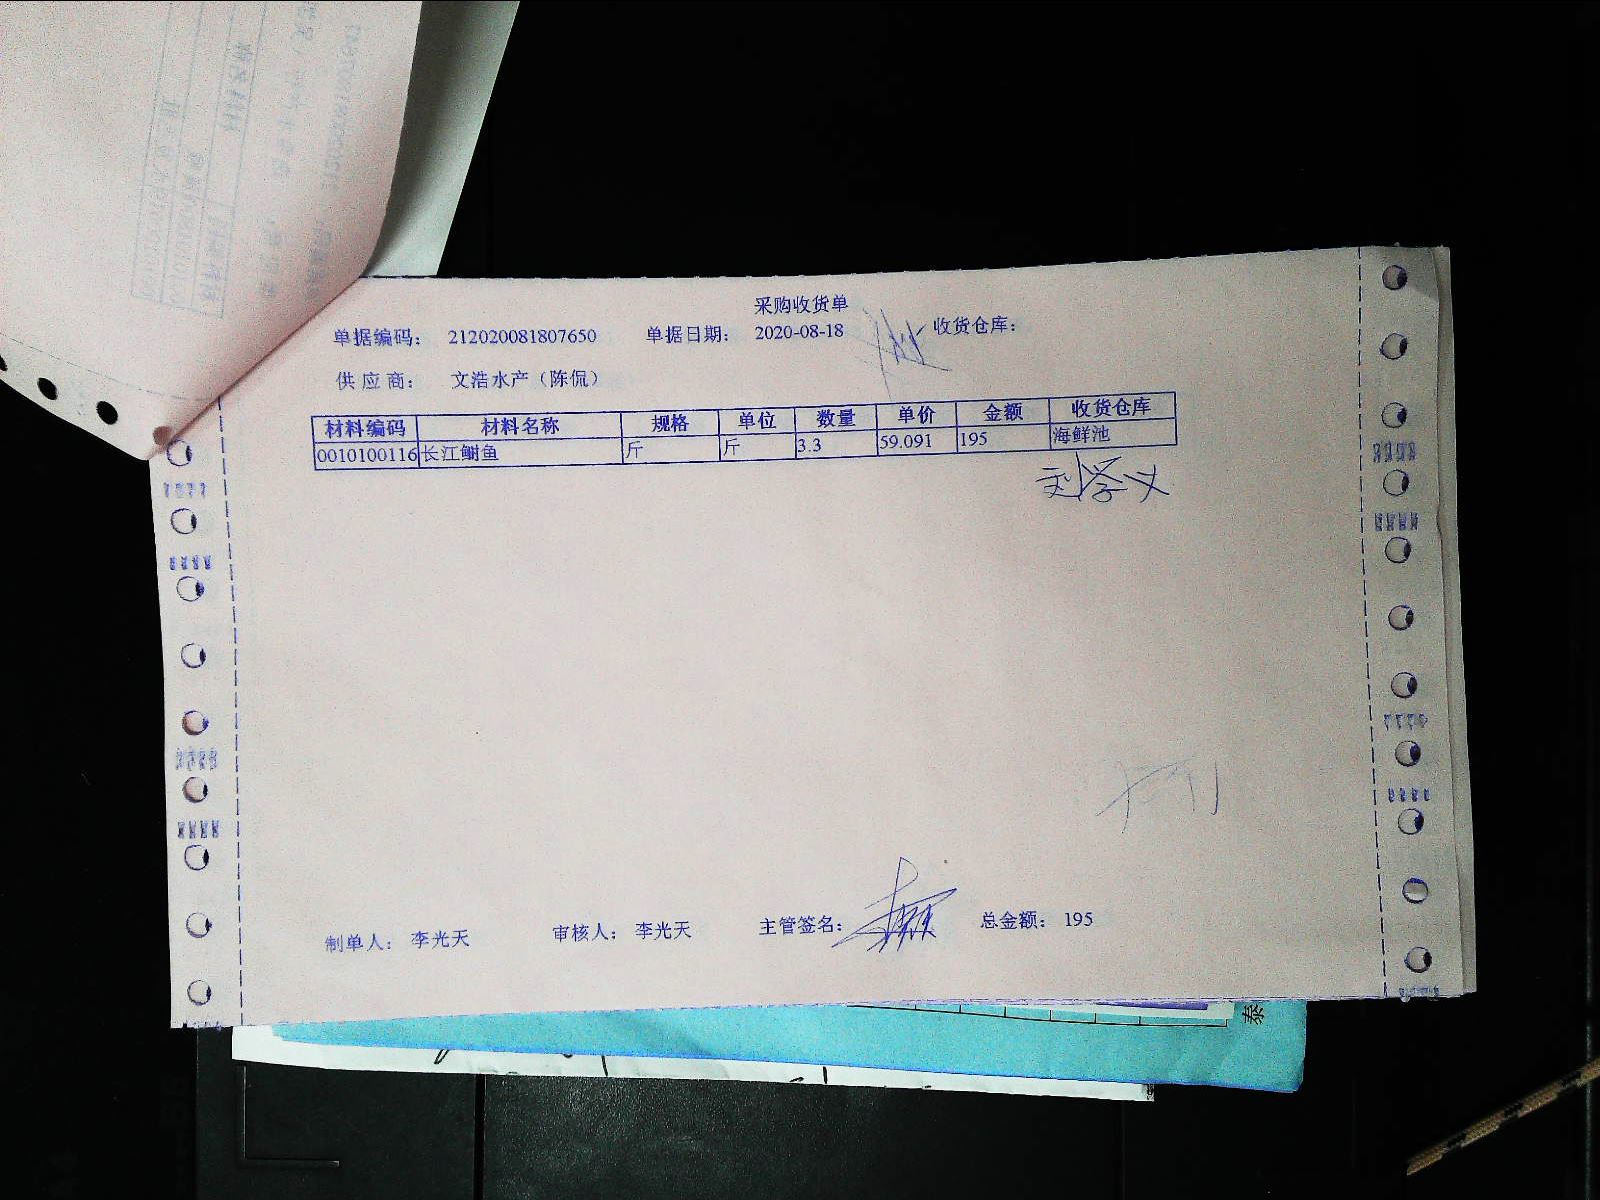 采购收货单
单据编码: 212020081807650 单据日期: 2020-08-18 收货仓库:
供应商: 文浩水产（陈侃）
材料编码 材料名称 规格 单位 数量 单价 金额 收货仓库
0010100116 长江鮰鱼 斤 斤 3.3 59.091 195 海鲜池
刘学义
制单人: 李光天 审核人: 李光天 主管签名: 总金额: 195
泰